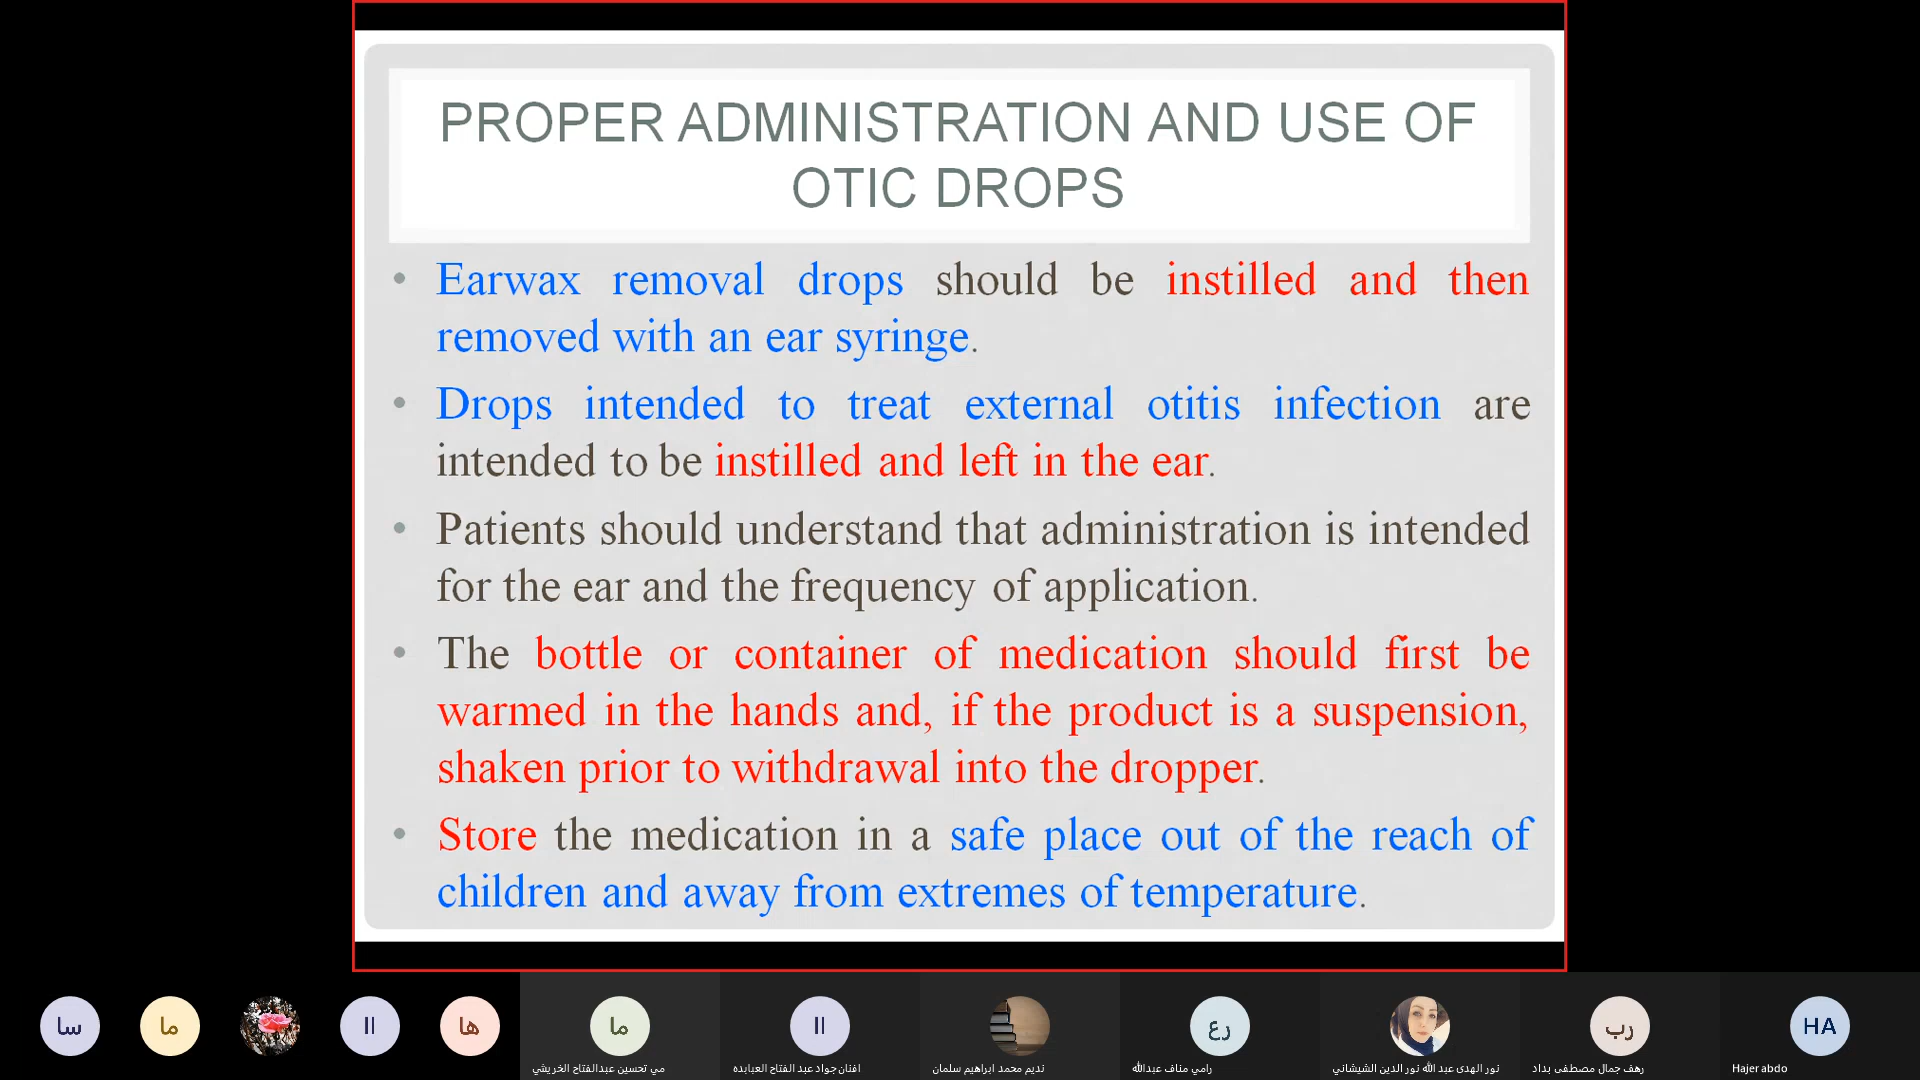 PROPER ADMINISTRATION AND USE OF
OTIC DROPS
• Earwax removal drops should be instilled and then
removed with an ear syringe.
• Drops intended to treat external otitis infection are
intended to be instilled and left in the ear.
• Patients should understand that administration is intended
for the ear and the frequency of application.
• The bottle or container of medication should first be
warmed in the hands and, if the product is a suspension,
shaken prior to withdrawal into the dropper.
• Store the medication in a safe place out of the reach of
children and away from extremes of temperature.
سا
ما
اا
ها
ما
اا
رع
رب
HA
مي تحسين عبدالفتاح الخريشي
افنان جواد عبد الفتاح العبابده
نديم محمد ابراهيم سلمان
رامي مناف عبدالله
نور الهدى عبد الله نور الدين الشيشاني
رهف جمال مصطفى بداد
Hajer abdo